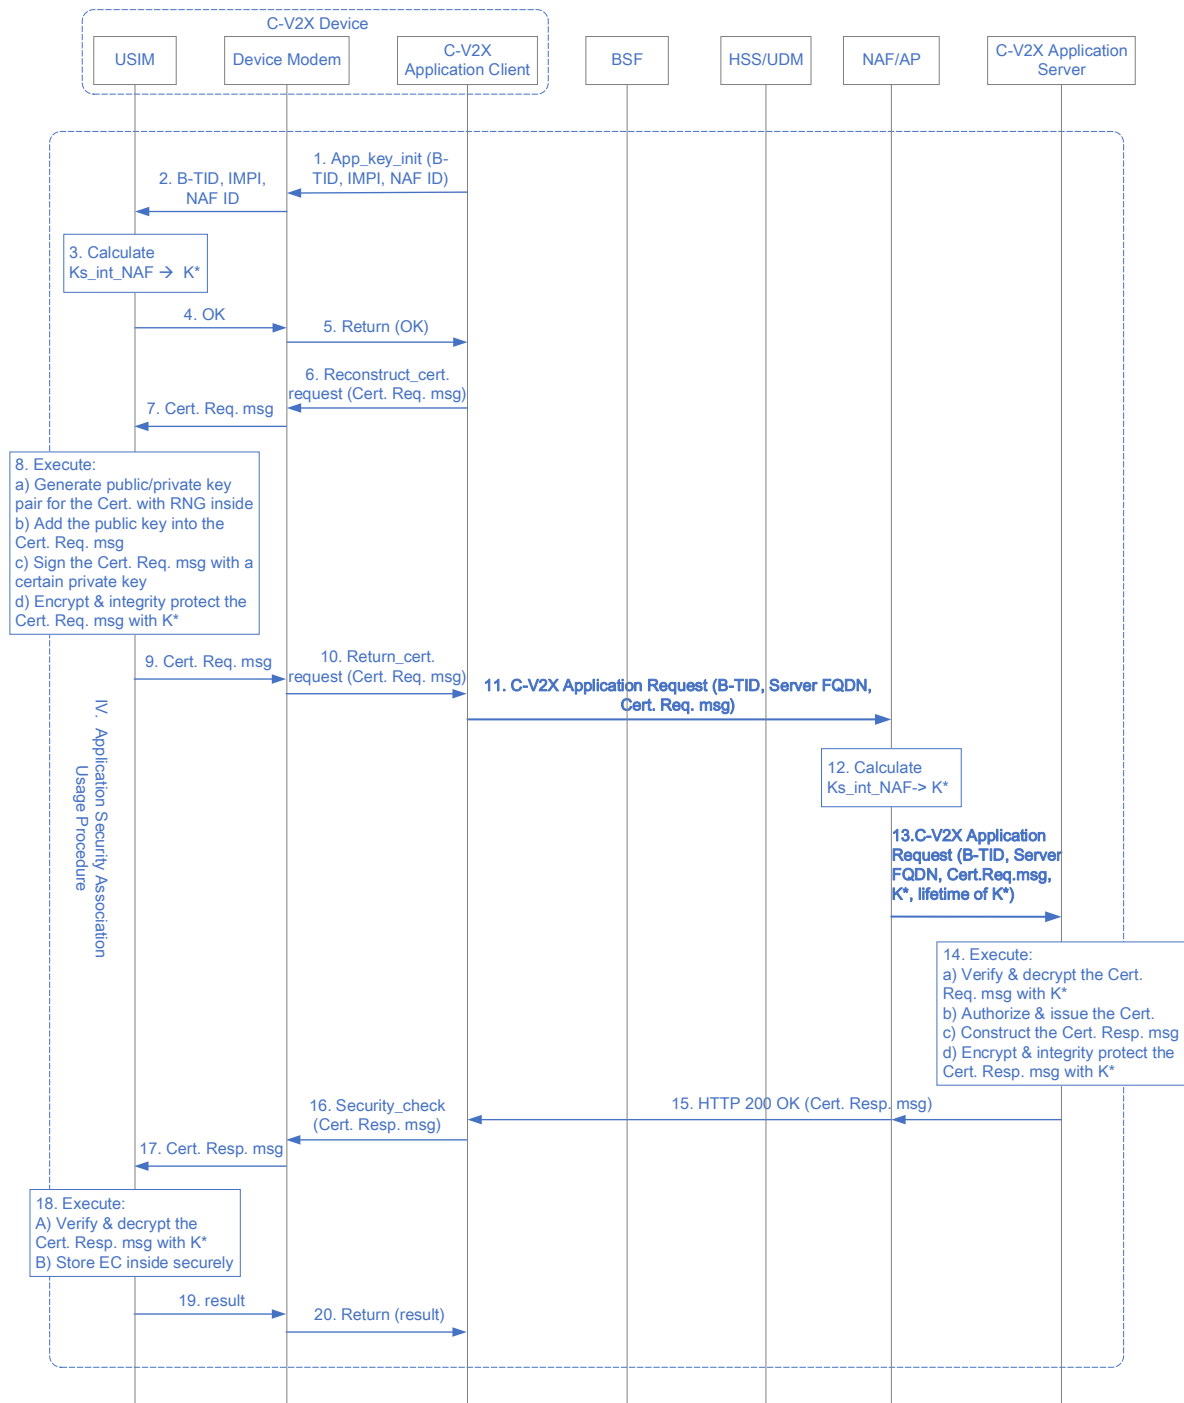 C-V2X Device
USIM
Device Modem
C-V2X
Application Client
BSF
HSS/UDM
NAF/AP
C-V2X Application
Server
1. App_key_init (B-
TID, IMPI, NAF ID)
2. B-TID, IMPI,
NAF ID
3. Calculate
Ks_int_NAF → K*
4. OK
5. Return (OK)
6. Reconstruct_cert.
request (Cert. Req. msg)
7. Cert. Req. msg
8. Execute:
a) Generate public/private key
pair for the Cert. with RNG inside
b) Add the public key into the
Cert. Req. msg
c) Sign the Cert. Req. msg with a
certain private key
d) Encrypt & integrity protect the
Cert. Req. msg with K*
9. Cert. Req. msg
10. Return_cert.
request (Cert. Req. msg)
11. C-V2X Application Request (B-TID, Server FQDN,
Cert. Req. msg)
IV. Application Security Association
Usage Procedure
12. Calculate
Ks_int_NAF-> K*
13.C-V2X Application
Request (B-TID, Server
FQDN, Cert.Req.msg,
K*, lifetime of K*)
14. Execute:
a) Verify & decrypt the Cert.
Req. msg with K*
b) Authorize & issue the Cert.
c) Construct the Cert. Resp. msg
d) Encrypt & integrity protect the
Cert. Resp. msg with K*
15. HTTP 200 OK (Cert. Resp. msg)
16. Security_check
(Cert. Resp. msg)
17. Cert. Resp. msg
18. Execute:
A) Verify & decrypt the
Cert. Resp. msg with K*
B) Store EC inside securely
19. result
20. Return (result)